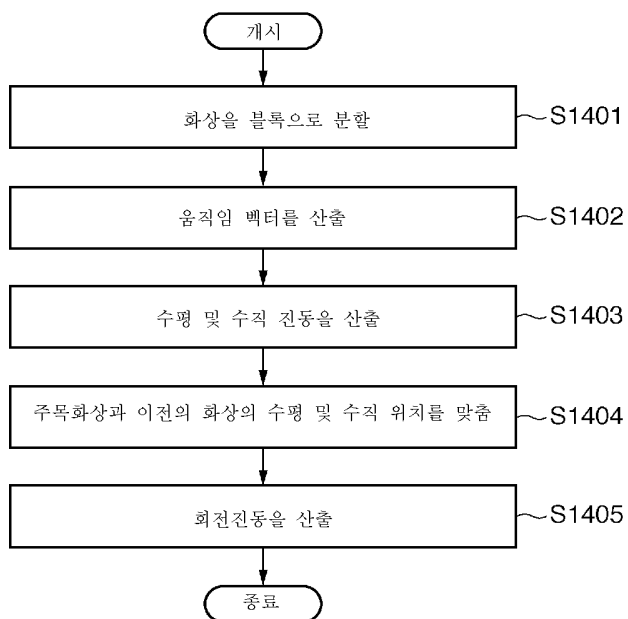 개시
화상을 블록으로 분할
S1401
움직임 벡터를 산출
S1402
수평 및 수직 진동을 산출
S1403
주목화상과 이전의 화상의 수평 및 수직 위치를 맞춤
S1404
회전진동을 산출
S1405
종료